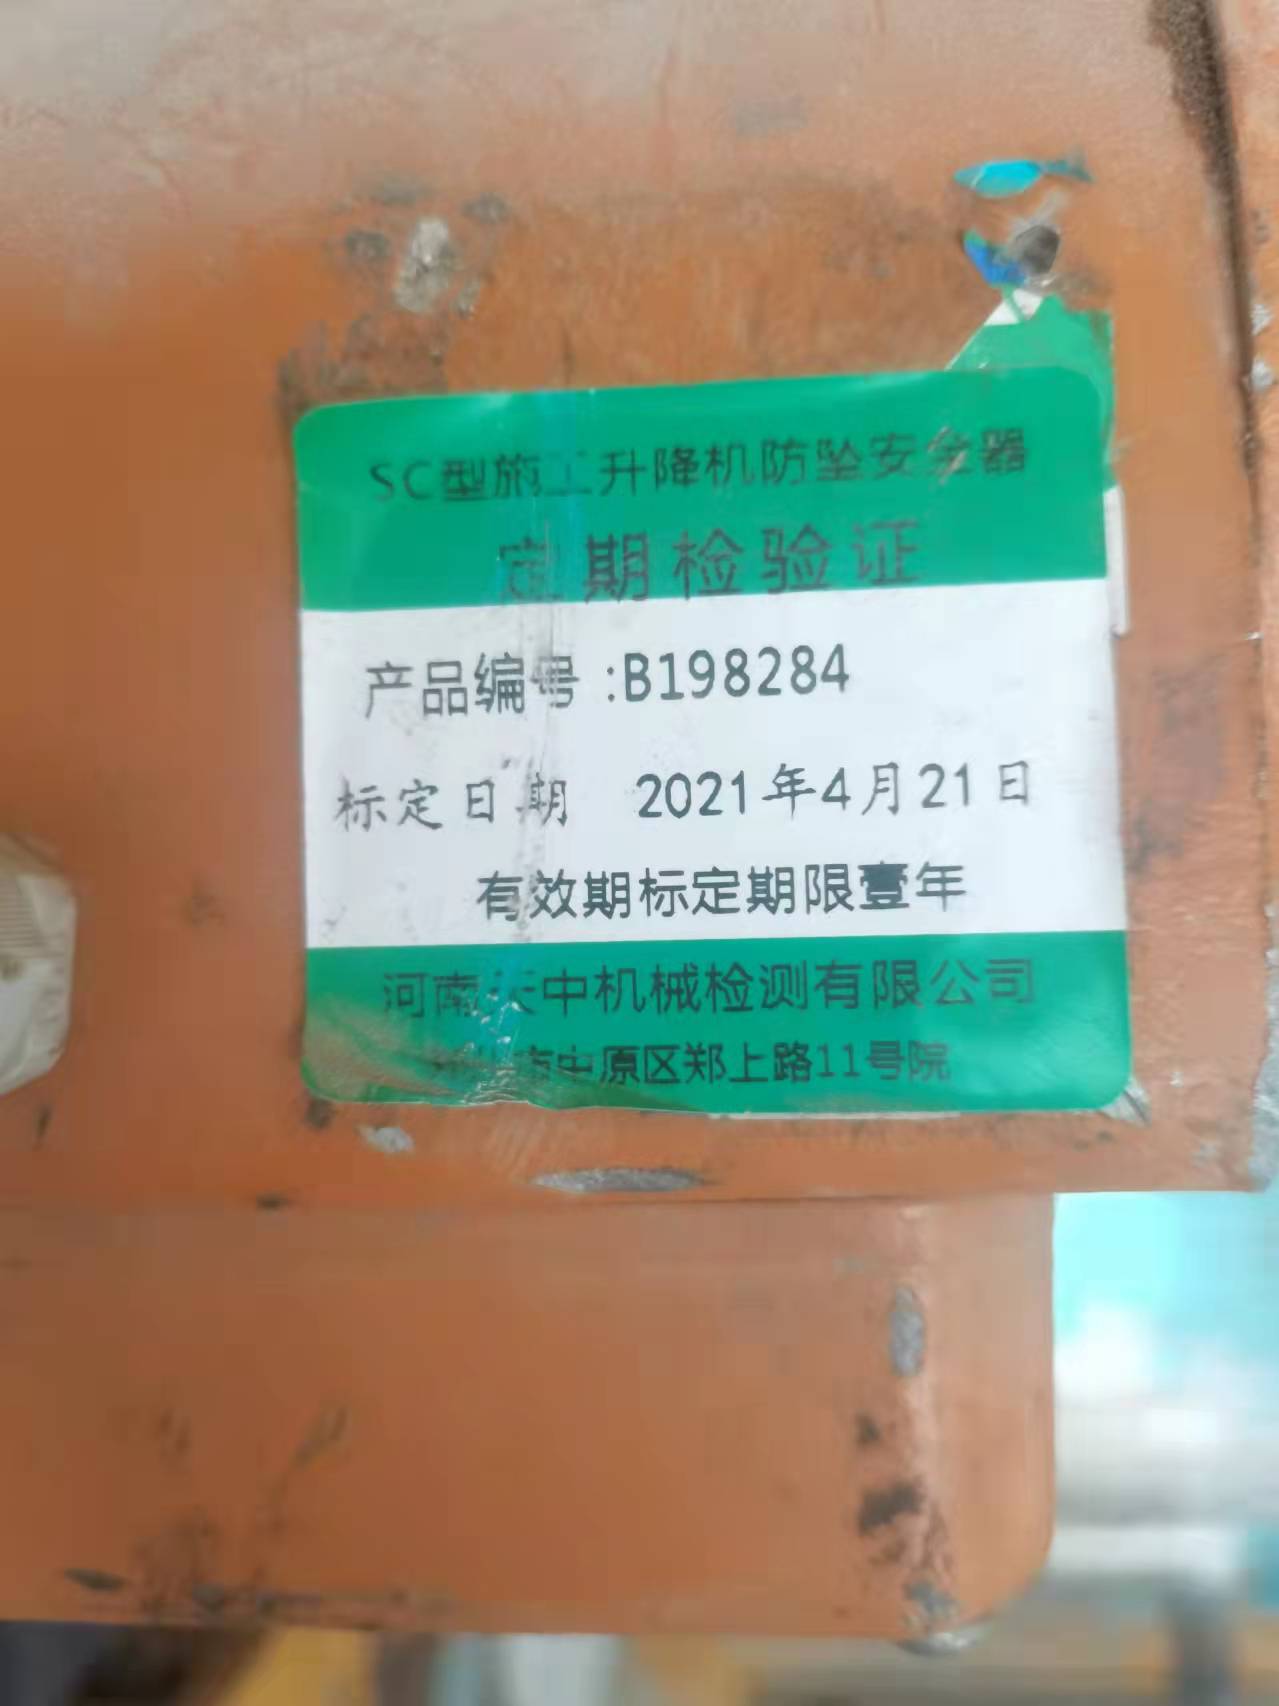 SC型施工升降机防坠安全器
定期检验证
产品编号:B198284
标定日期 2021年4月21日
有效期标定期限壹年
河南天中机械检测有限公司
市中原区郑上路11号院